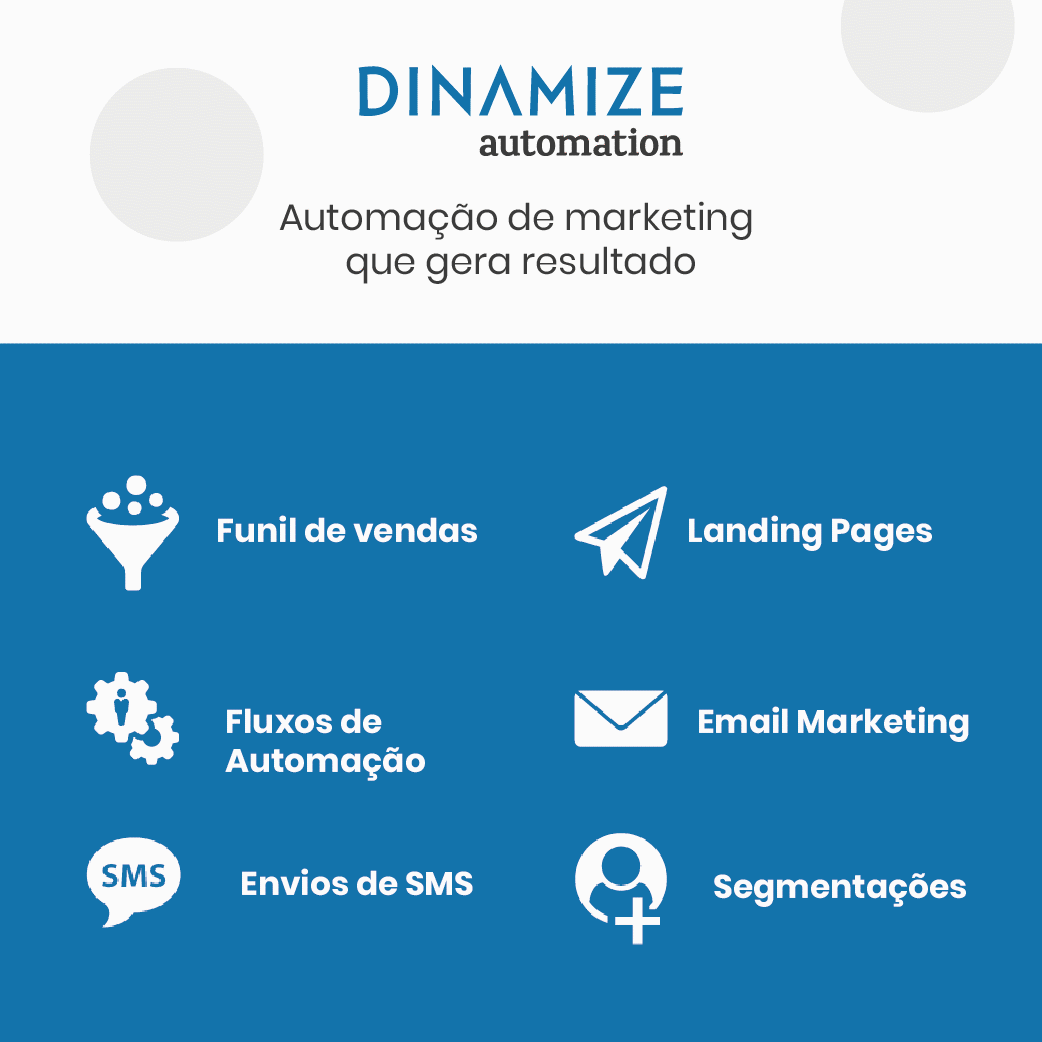 DINAMIZE
automation
Automação de marketing
que gera resultado
Funil de vendas
Landing Pages
Fluxos de
Automação
Email Marketing
SMS
Envios de SMS
Segmentações